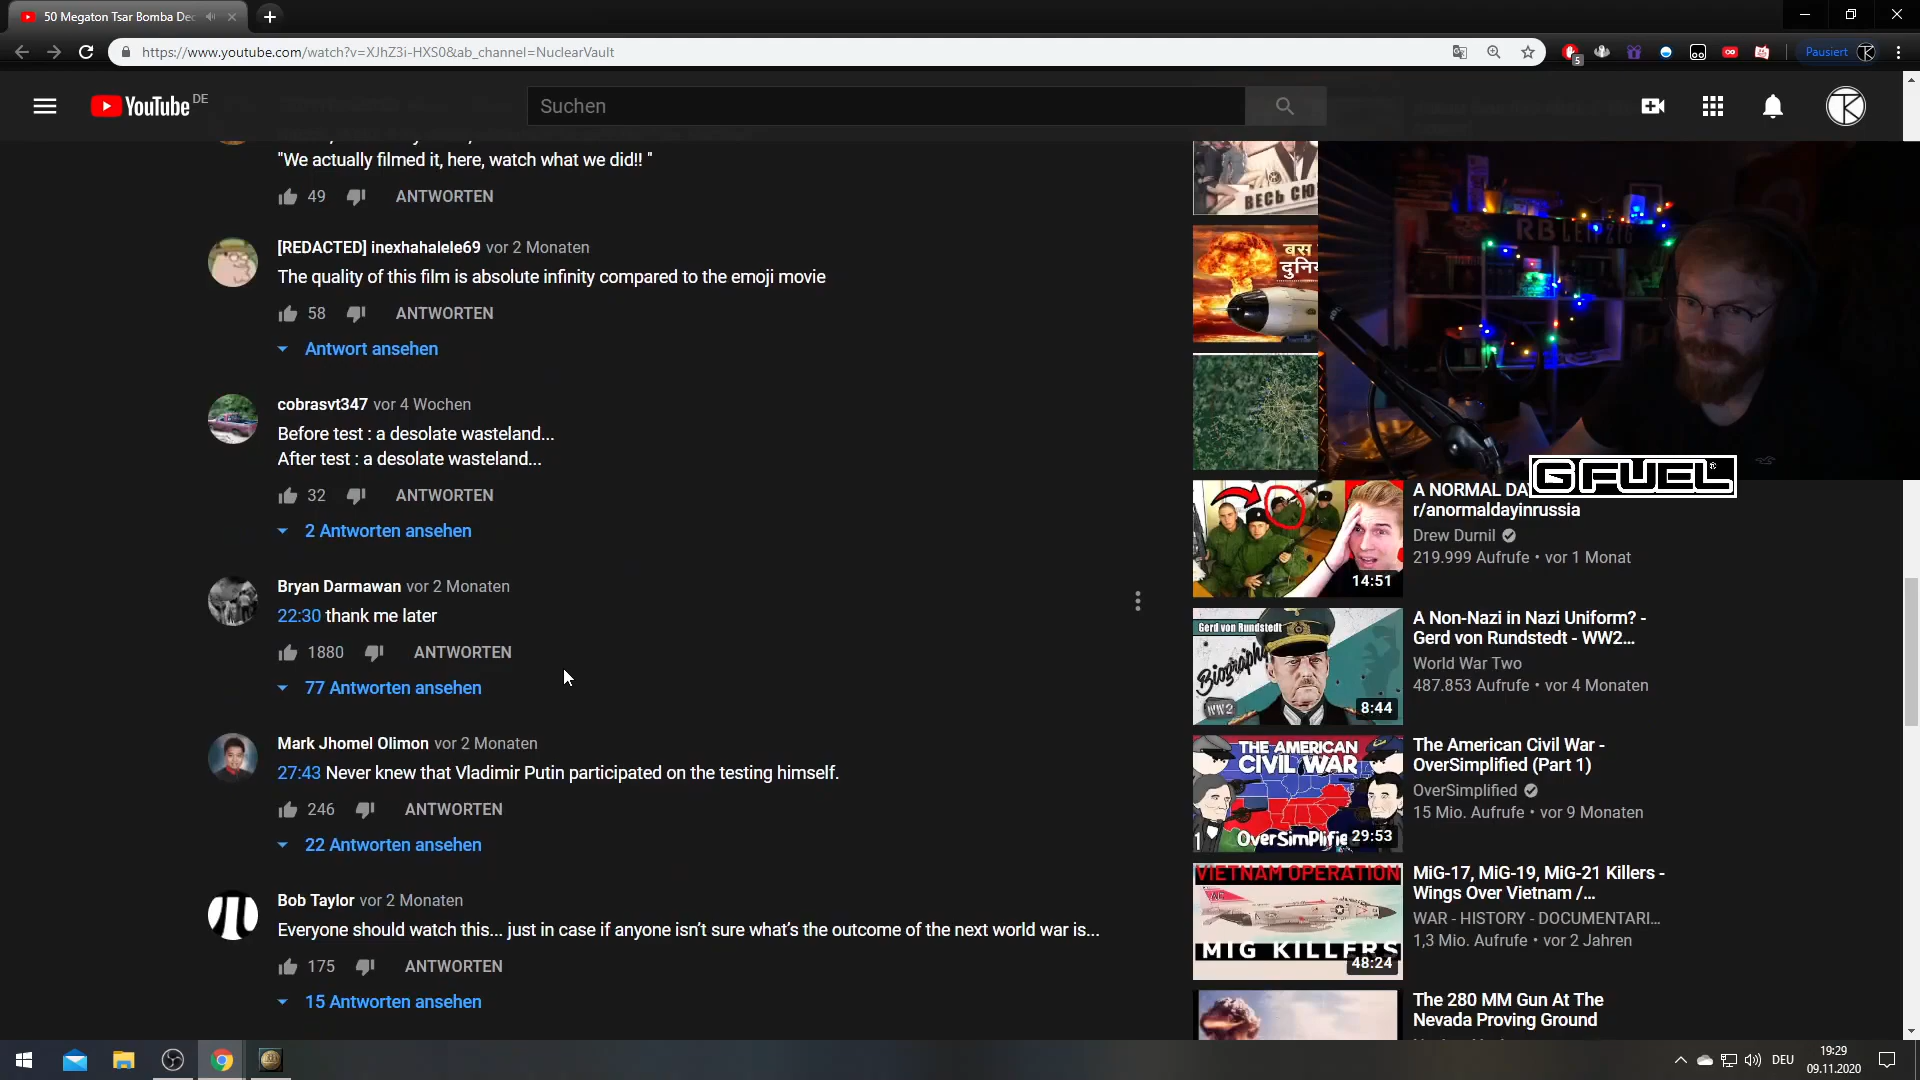 50 Megaton Tsar Bomba Dec
https://www.youtube.com/watch?v=XJhZ3i-HXS0&ab_channel=NuclearVault
5
Pausiert
YouTube DE
Suchen
"We actually filmed it, here, watch what we did!! "
49 ANTWORTEN
[REDACTED] inexhahalele69 vor 2 Monaten
The quality of this film is absolute infinity compared to the emoji movie
58 ANTWORTEN
Antwort ansehen
cobrasvt347 vor 4 Wochen
Before test : a desolate wasteland...
After test : a desolate wasteland...
32 ANTWORTEN
2 Antworten ansehen
Bryan Darmawan vor 2 Monaten
22:30 thank me later
1880 ANTWORTEN
77 Antworten ansehen
Mark Jhomel Olimon vor 2 Monaten
27:43 Never knew that Vladimir Putin participated on the testing himself.
246 ANTWORTEN
22 Antworten ansehen
Bob Taylor vor 2 Monaten
Everyone should watch this... just in case if anyone isn't sure what's the outcome of the next world war is...
175 ANTWORTEN
15 Antworten ansehen
ВЕСЬ СЮ
बस
RB LEIPZIG
G FUEL
14:51
A NORMAL DA
r/anormaldayinrussia
Drew Durnil
219.999 Aufrufe • vor 1 Monat
Gerd von Rundstedt
Biography
WW2
8:44
A Non-Nazi in Nazi Uniform? -
Gerd von Rundstedt - WW2...
World War Two
487.853 Aufrufe • vor 4 Monaten
THE AMERICAN
CIVIL WAR
1 OverSimplifie
29:53
The American Civil War -
OverSimplified (Part 1)
OverSimplified
15 Mio. Aufrufe • vor 9 Monaten
VIETNAM OPERATION
MIG KILLERS
48:24
MiG-17, MiG-19, MiG-21 Killers -
Wings Over Vietnam /...
WAR - HISTORY - DOCUMENTARI...
1,3 Mio. Aufrufe • vor 2 Jahren
The 280 MM Gun At The
Nevada Proving Ground
DEU
19:29
09.11.2020